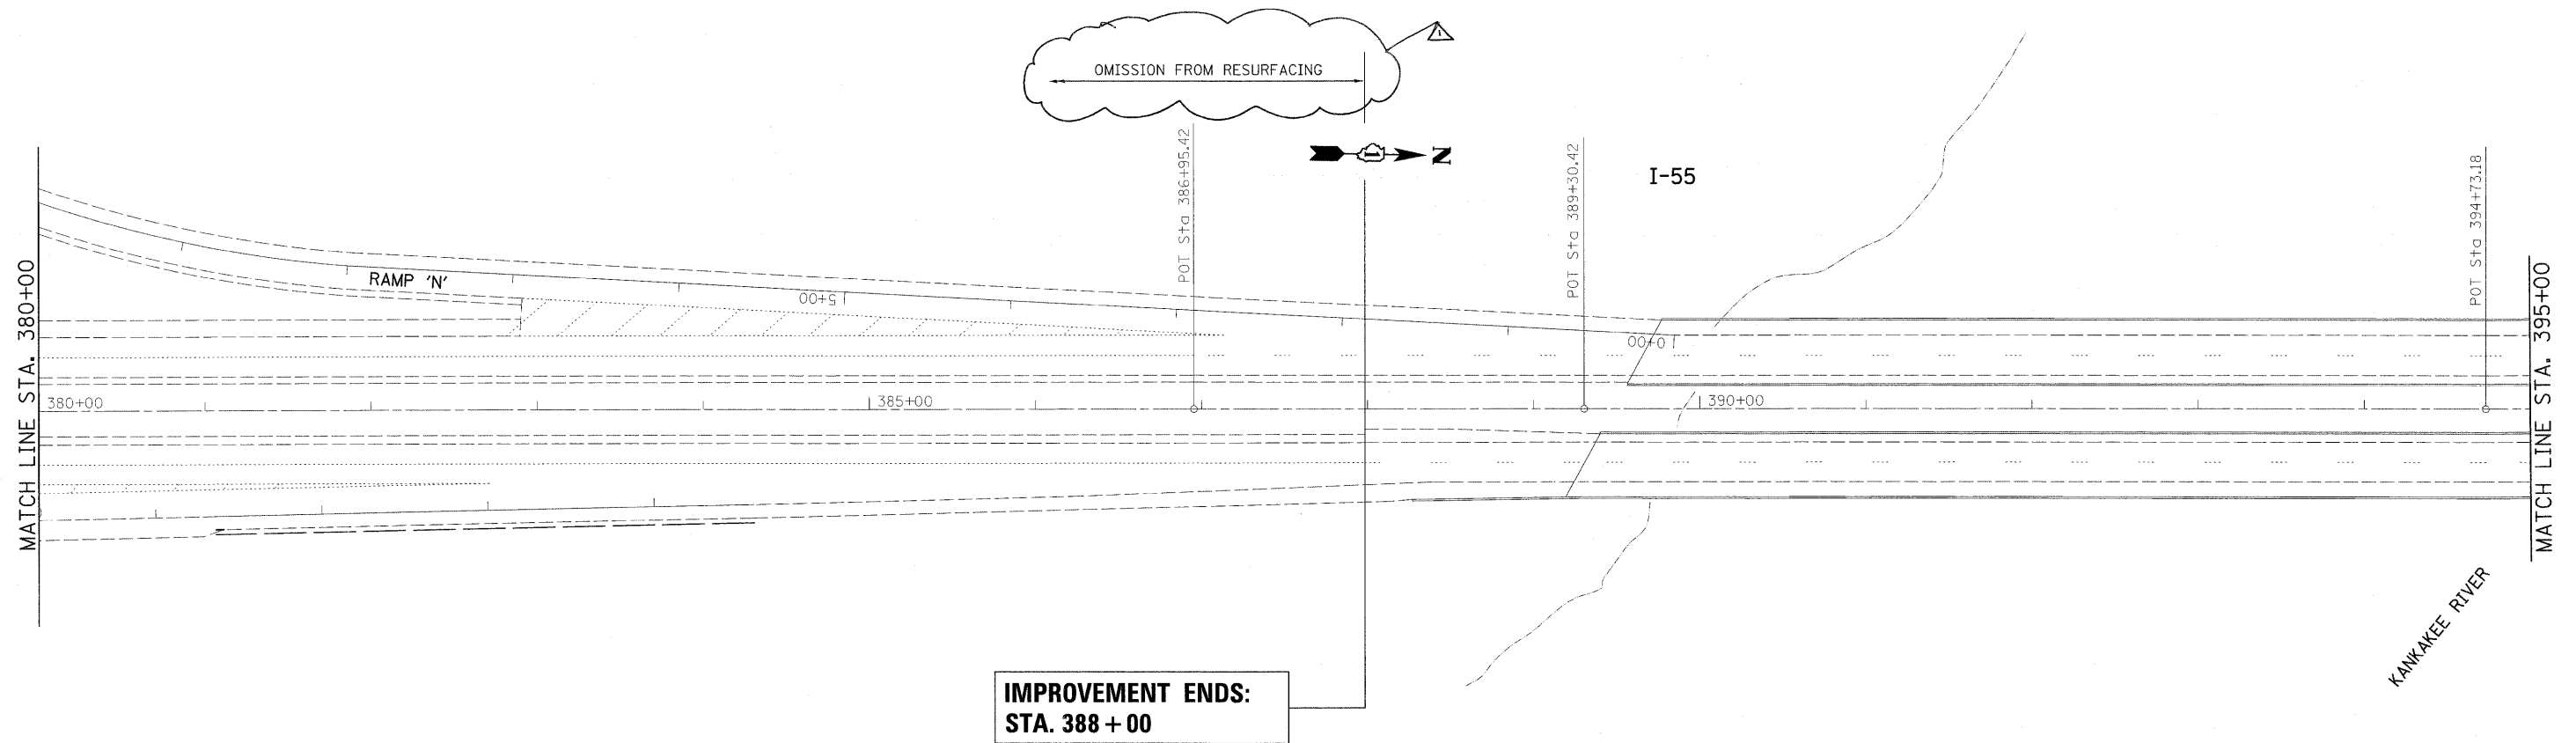 OMISSION FROM RESURFACING
1
N
I-55
POT Sta 386+95.42
POT Sta 389+30.42
POT Sta 394+73.18
MATCH LINE STA. 380+00
MATCH LINE STA. 395+00
RAMP 'N'
5+00
0+00
380+00
385+00
390+00
KANKAKEE RIVER
IMPROVEMENT ENDS:
STA. 388+00